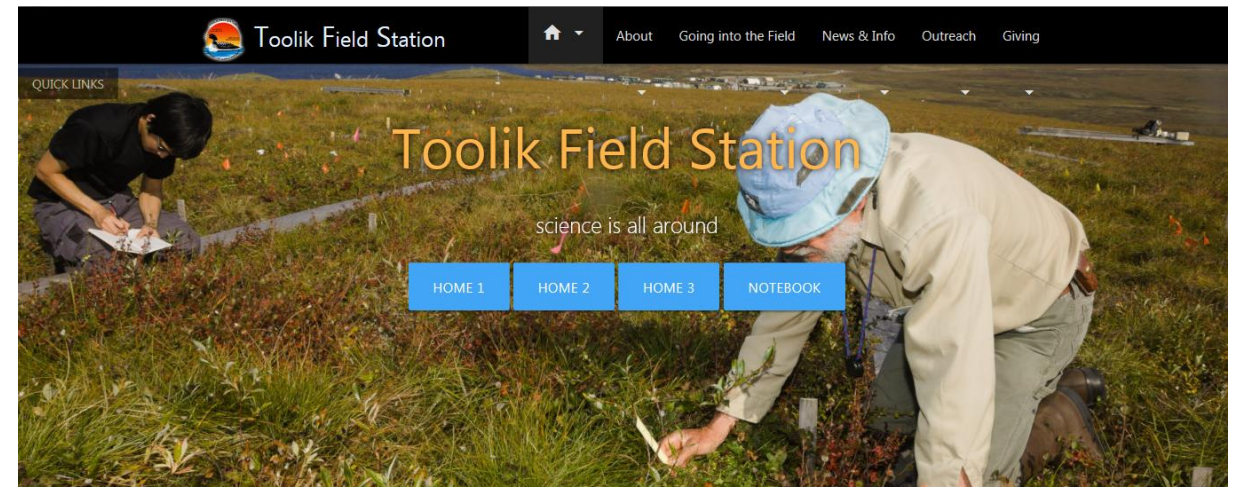 Toolik Field Station
About Going into the Field News & Info Outreach Giving
QUICK LINKS
Toolik Field Station
science is all around
HOME 1 HOME 2 HOME 3 NOTEBOOK